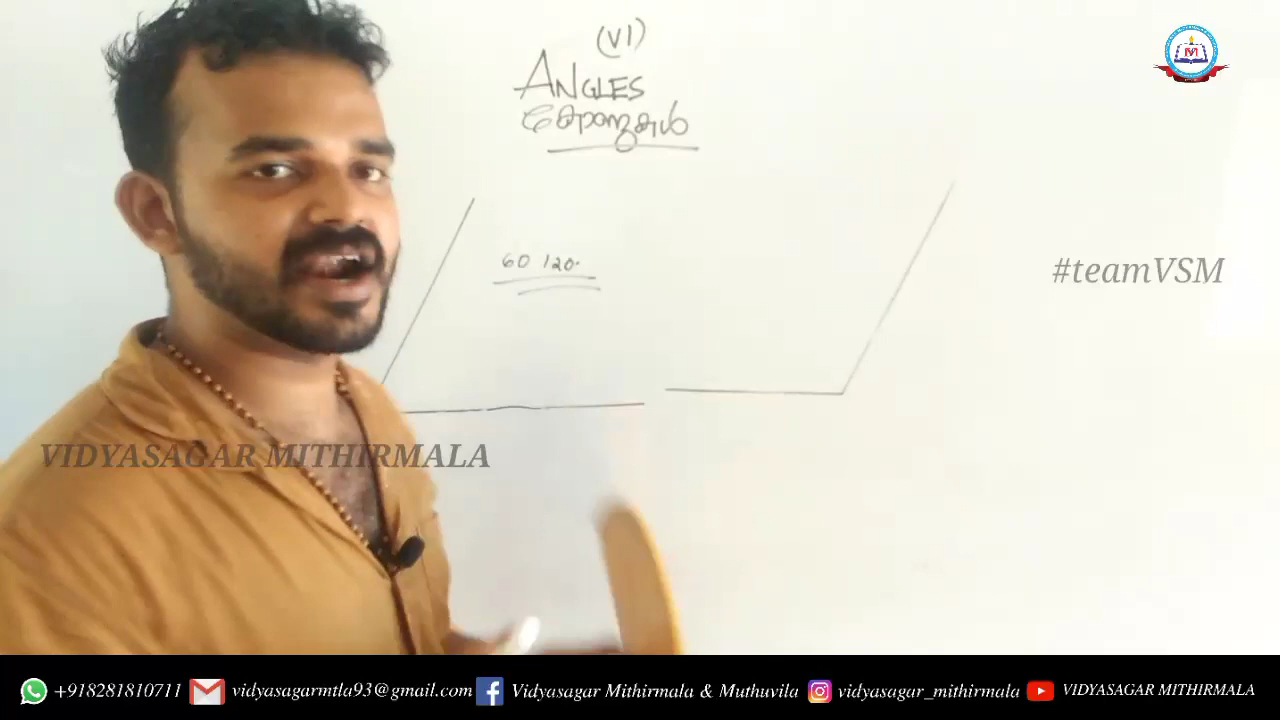 (VI)
ANGLES
കോണുകൾ
60 120.
#teamVSM
VIDYASAGAR MITHIRMALA
+918281810711 vidyasagarmtla93@gmail.com Vidyasagar Mithirmala & Muthuvila vidyasagar_mithirmala VIDYASAGAR MITHIRMALA